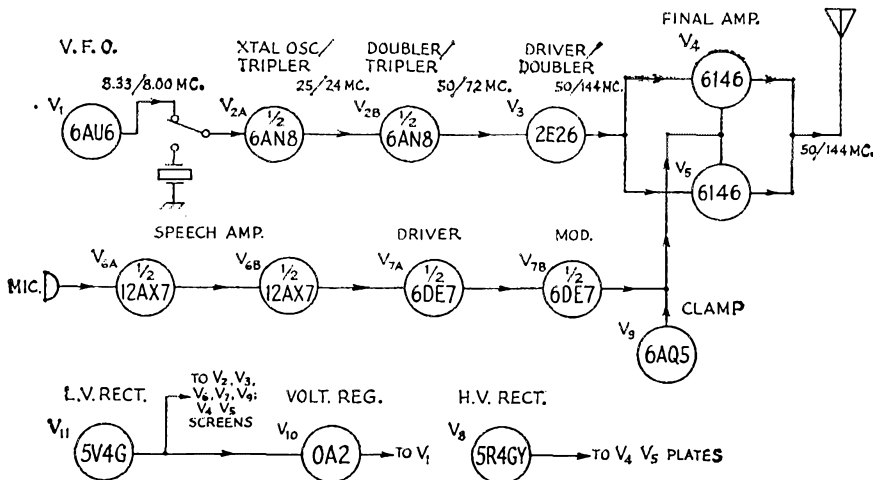 FINAL AMP.
V. F. O.
XTAL OSC/
TRIPLER
DOUBLER/
TRIPLER
DRIVER/
DOUBLER
V4
8.33/8.00 MC.
25/24 MC.
50/72 MC.
50/144 MC.
V1
6AU6
V2A
1/2
6AN8
V2B
1/2
6AN8
V3
2E26
6146
V5
6146
50/144 MC.
SPEECH AMP.
DRIVER
MOD.
MIC.
V6A
1/2
12AX7
V6B
1/2
12AX7
V7A
1/2
6DE7
V7B
1/2
6DE7
CLAMP
V9
6AQ5
L.V. RECT.
TO V2, V3,
V6, V7, V9;
V4 V5
SCREENS
VOLT. REG.
H.V. RECT.
V11
5V4G
V10
OA2
TO V1
V8
5R4GY
TO V4 V5 PLATES